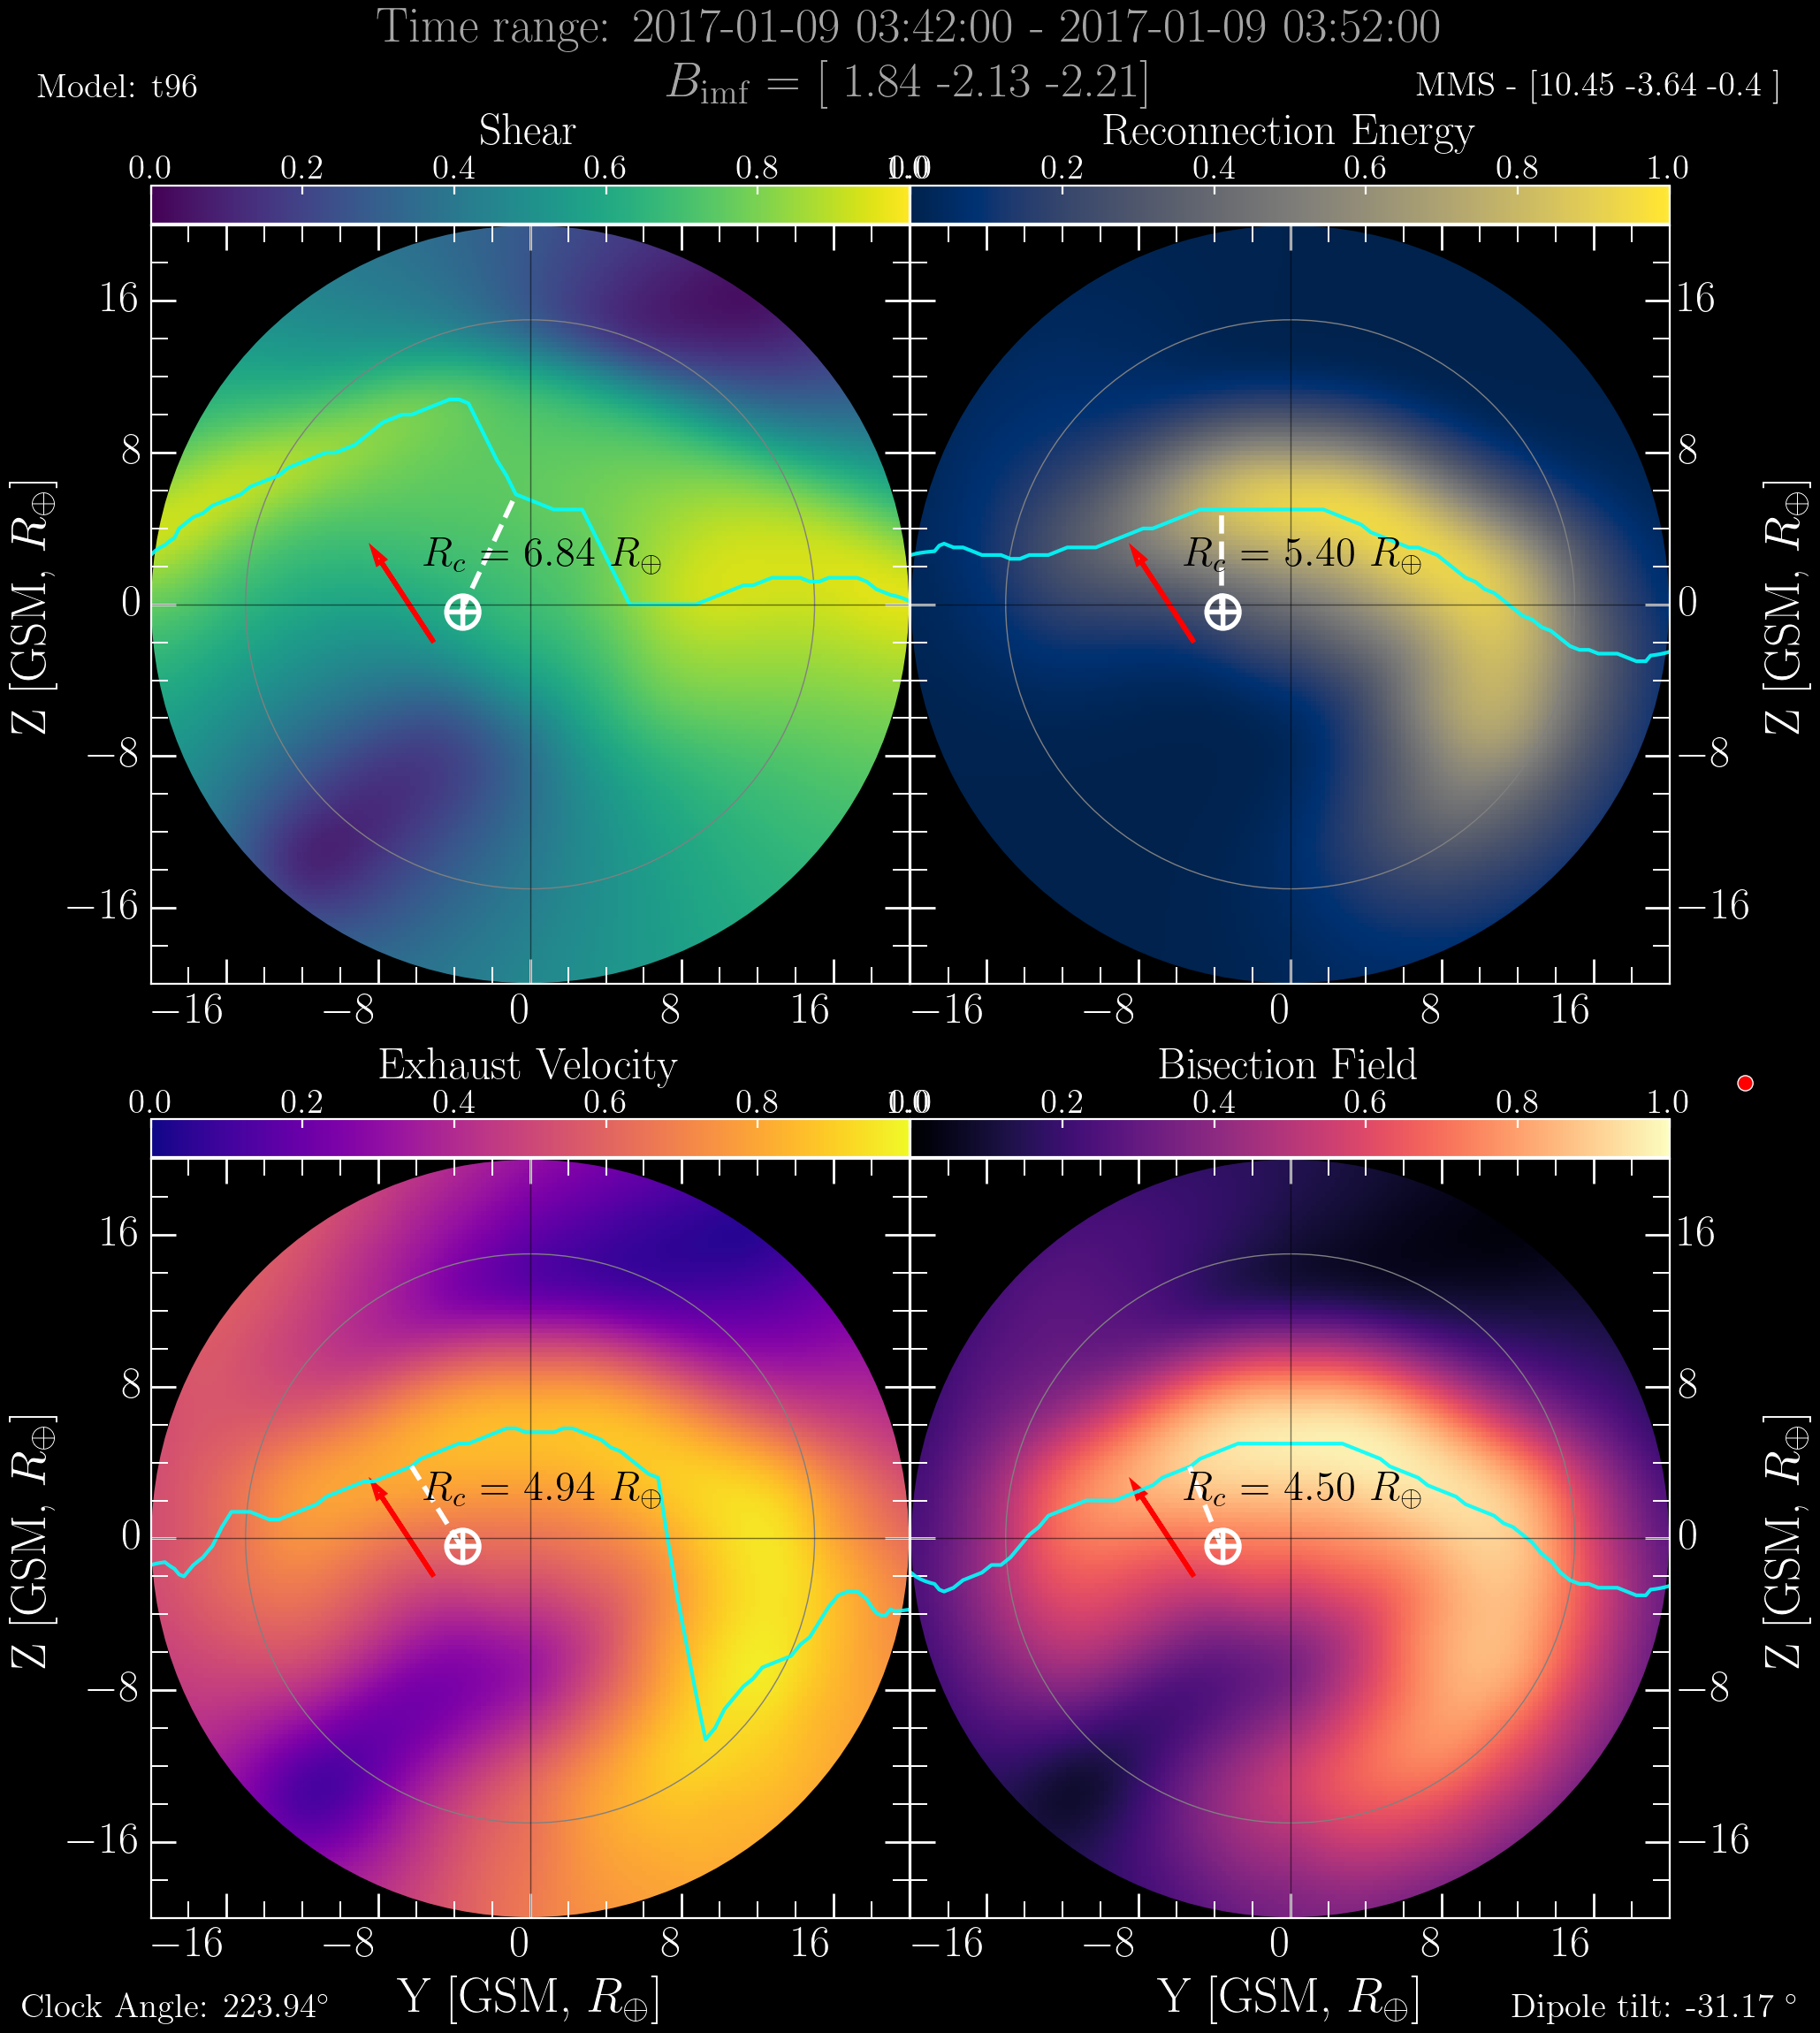 Time range: 2017-01-09 03:42:00 - 2017-01-09 03:52:00
Model: t96
B_imf = [ 1.84 -2.13 -2.21]
MMS - [10.45 -3.64 -0.4 ]
Shear
Reconnection Energy
0.0 0.2 0.4 0.6 0.8 1.0
0.0 0.2 0.4 0.6 0.8 1.0
16
8
0
−8
−16
Z [GSM, R⊕]
R_c = 6.84 R⊕
R_c = 5.40 R⊕
16
8
0
−8
−16
Z [GSM, R⊕]
−16 −8 0 8 16
−16 −8 0 8 16
Exhaust Velocity
Bisection Field
0.0 0.2 0.4 0.6 0.8 1.0
0.0 0.2 0.4 0.6 0.8 1.0
16
8
0
−8
−16
Z [GSM, R⊕]
R_c = 4.94 R⊕
R_c = 4.50 R⊕
16
8
0
−8
−16
Z [GSM, R⊕]
−16 −8 0 8 16
−16 −8 0 8 16
Y [GSM, R⊕]
Y [GSM, R⊕]
Clock Angle: 223.94°
Dipole tilt: -31.17 °